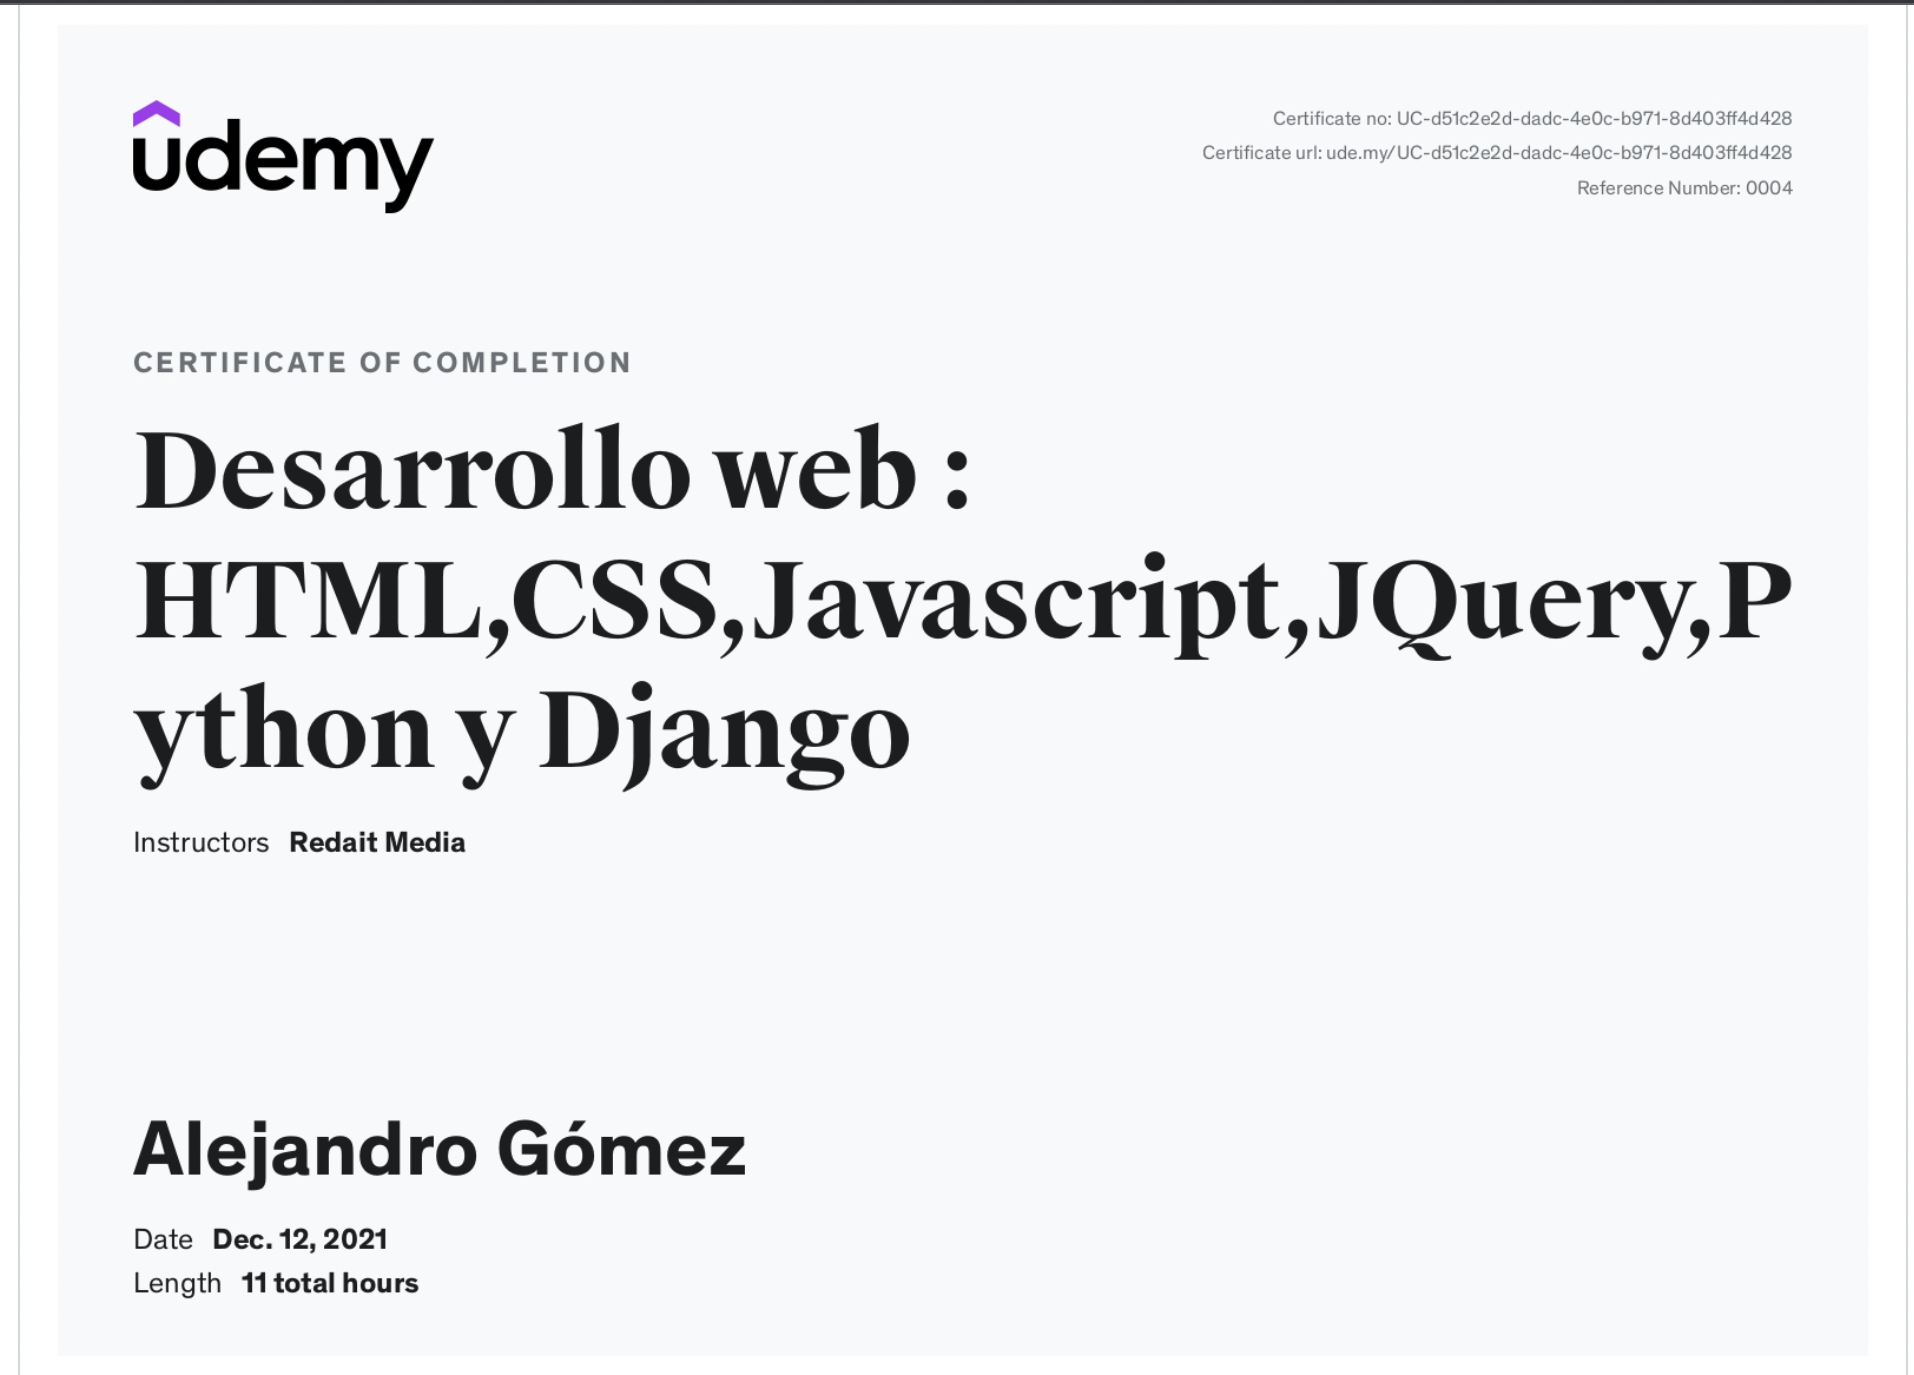 udemy
Certificate no: UC-d51c2e2d-dadc-4e0c-b971-8d403ff4d428
Certificate url: ude.my/UC-d51c2e2d-dadc-4e0c-b971-8d403ff4d428
Reference Number: 0004
CERTIFICATE OF COMPLETION
Desarrollo web :
HTML,CSS,Javascript,JQuery,P
ython y Django
Instructors Redait Media
Alejandro Gómez
Date Dec. 12, 2021
Length 11 total hours